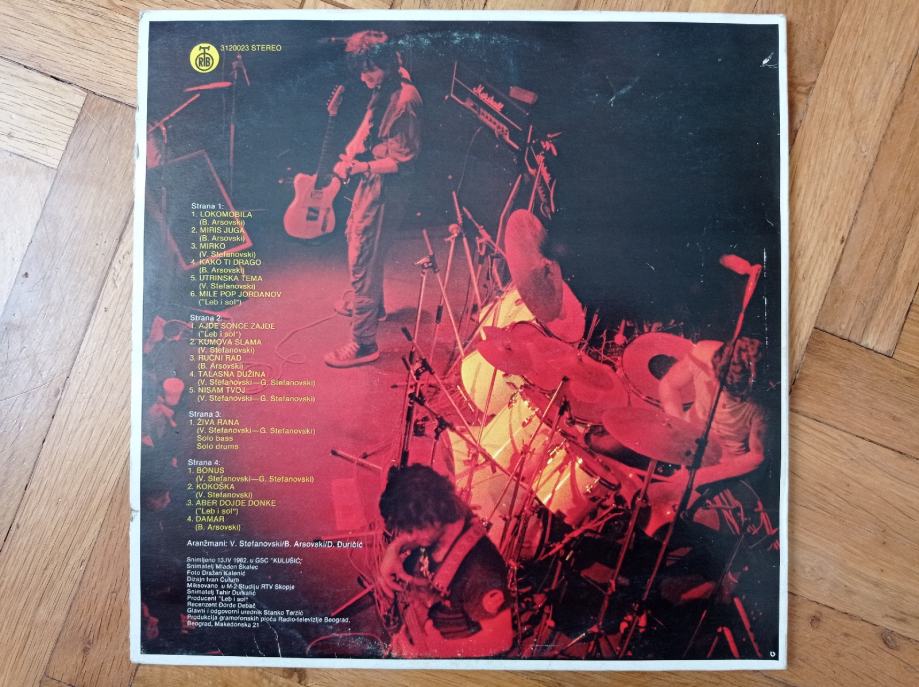 RTB
3120023 STEREO
Marshall
Strana 1:
1. LOKOMOBILA
(B. Arsovski)
2. MIRIS JUGA
(B. Arsovski)
3. MIRKO
(V. Stefanovski)
4. KAKO TI DRAGO
(B. Arsovski)
5. UTRINSKA TEMA
(V. Stefanovski)
6. MILE POP JORDANOV
("Leb i sol")
Strana 2:
1. AJDE SONCE ZAJDE
("Leb i sol")
2. KUMOVA SLAMA
(V. Stefanovski)
3. RUČNI RAD
(B. Arsovski)
4. TALASNA DUŽINA
(V. Stefanovski—G. Stefanovski)
5. NISAM TVOJ
(V. Stefanovski—G. Stefanovski)
Strana 3:
1. ŽIVA RANA
(V. Stefanovski—G. Stefanovski)
Solo bass
Solo drums
Strana 4:
1. BONUS
(V. Stefanovski—G. Stefanovski)
2. KOKOŠKA
(V. Stefanovski)
3. ABER DOJDE DONKE
("Leb i sol")
4. DAMAR
(B. Arsovski)
Aranžmani: V. Stefanovski/B. Arsovski/D. Đuričić
Snimljeno 13.IV 1982. u GSC "KULUŠIĆ"
Snimatelj Mladen Škalec
Foto Dražen Kalenić
Dizajn Ivan Ćulum
Miksovano u M-2 Studiju RTV Skopje
Snimatelj Tahir Durkalić
Producent "Leb i sol"
Recenzent Đorđe Debač
Glavni i odgovorni urednik Stanko Terzić
Produkcija gramofonskih ploča Radio-televizije Beograd,
Beograd, Makedonska 21